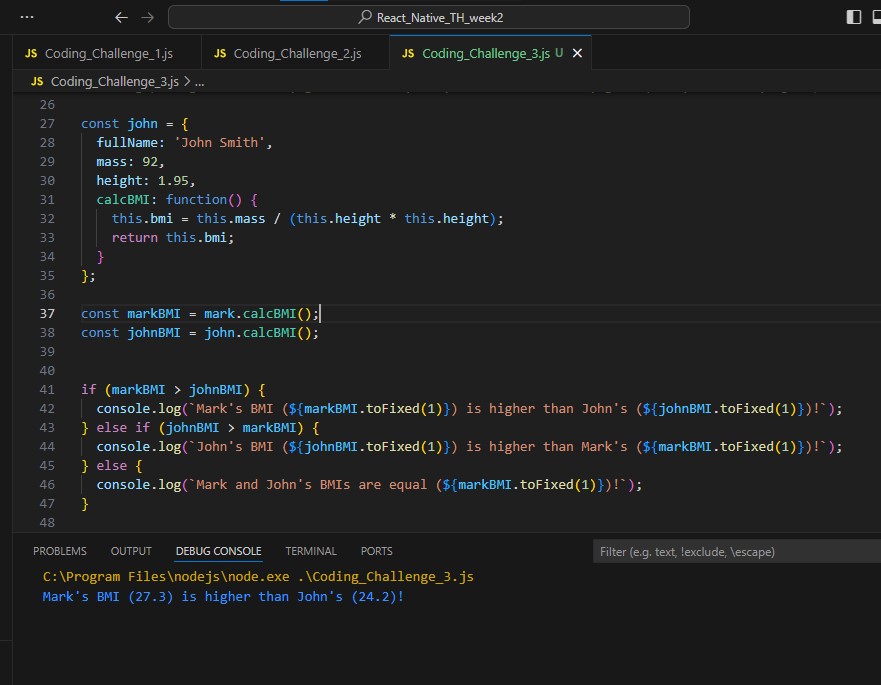 React_Native_TH_week2
JS Coding_Challenge_1.js JS Coding_Challenge_2.js JS Coding_Challenge_3.js U
JS Coding_Challenge_3.js > ...
26
27 const john = {
28 fullName: 'John Smith',
29 mass: 92,
30 height: 1.95,
31 calcBMI: function() {
32 this.bmi = this.mass / (this.height * this.height);
33 return this.bmi;
34 }
35 };
36
37 const markBMI = mark.calcBMI();
38 const johnBMI = john.calcBMI();
39
40
41 if (markBMI > johnBMI) {
42 console.log(`Mark's BMI (${markBMI.toFixed(1)}) is higher than John's (${johnBMI.toFixed(1)})!`);
43 } else if (johnBMI > markBMI) {
44 console.log(`John's BMI (${johnBMI.toFixed(1)}) is higher than Mark's (${markBMI.toFixed(1)})!`);
45 } else {
46 console.log(`Mark and John's BMIs are equal (${markBMI.toFixed(1)})!`);
47 }
48
PROBLEMS OUTPUT DEBUG CONSOLE TERMINAL PORTS Filter (e.g. text, !exclude, \escape)
C:\Program Files\nodejs\node.exe .\Coding_Challenge_3.js
Mark's BMI (27.3) is higher than John's (24.2)!